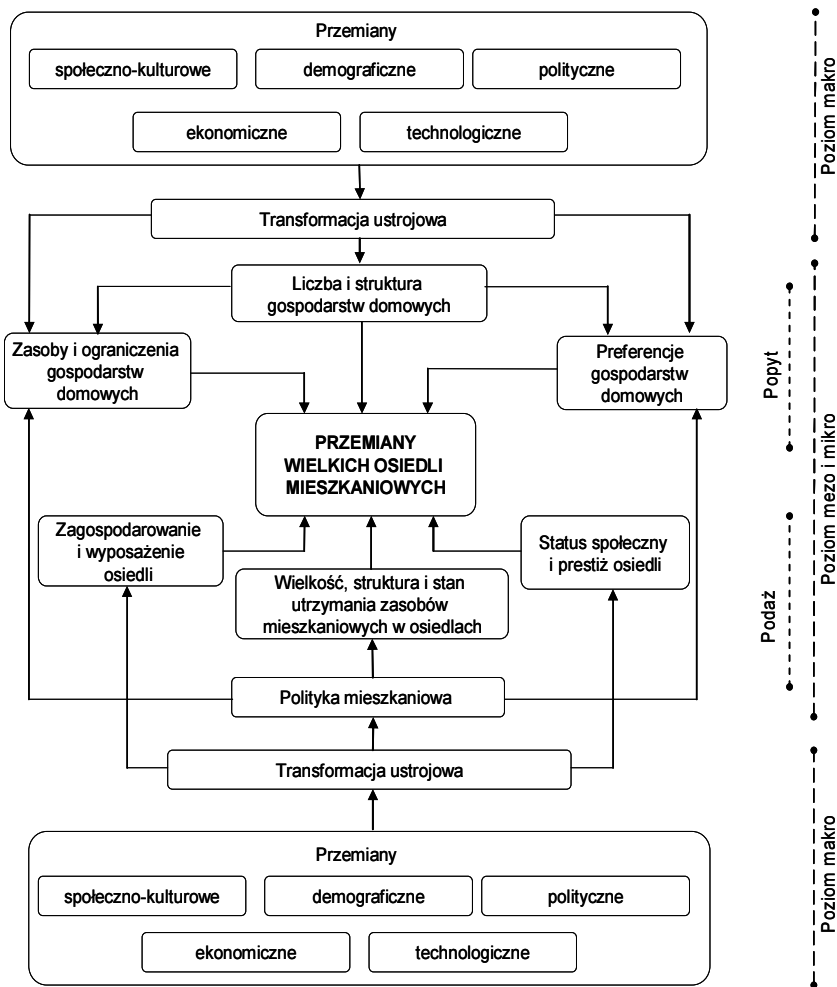 Przemiany
społeczno-kulturowe
demograficzne
polityczne
ekonomiczne
technologiczne
Transformacja ustrojowa
Liczba i struktura
gospodarstw domowych
Zasoby i ograniczenia
gospodarstw
domowych
Preferencje
gospodarstw
domowych
PRZEMIANY
WIELKICH OSIEDLI
MIESZKANIOWYCH
Zagospodarowanie
i wyposażenie
osiedli
Status społeczny
i prestiż osiedli
Wielkość, struktura i stan
utrzymania zasobów
mieszkaniowych w osiedlach
Polityka mieszkaniowa
Transformacja ustrojowa
Przemiany
społeczno-kulturowe
demograficzne
polityczne
ekonomiczne
technologiczne
Poziom makro
Popyt
Poziom mezo i mikro
Podaż
Poziom makro